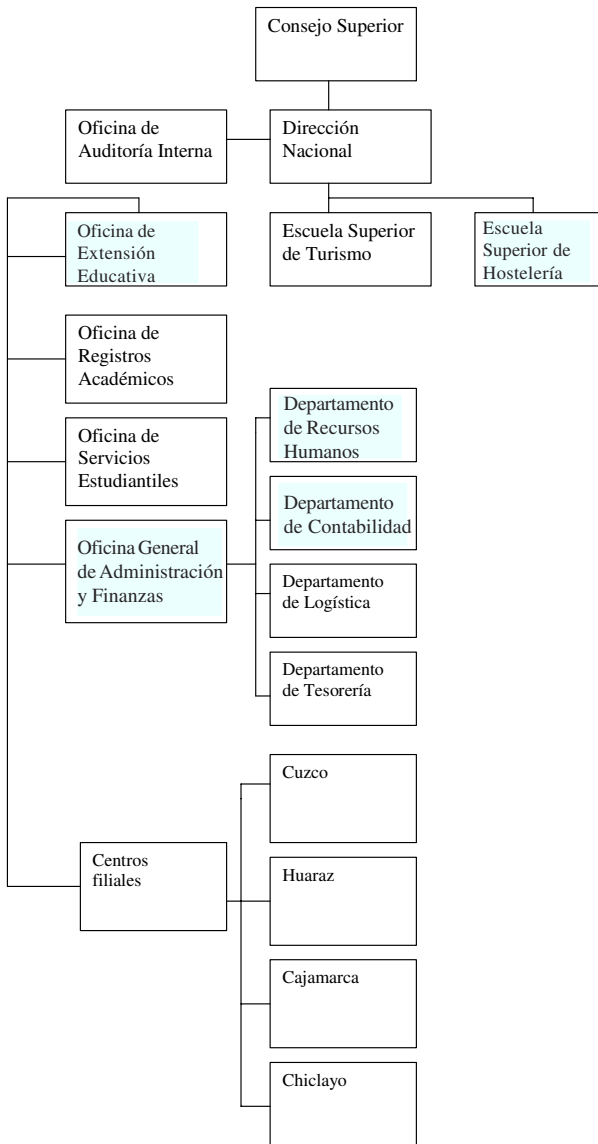 Consejo Superior
Oficina de
Auditoría Interna
Dirección
Nacional
Oficina de
Extensión
Educativa
Escuela Superior
de Turismo
Escuela
Superior de
Hostelería
Oficina de
Registros
Académicos
Oficina de
Servicios
Estudiantiles
Oficina General
de Administración
y Finanzas
Departamento
de Recursos
Humanos
Departamento
de Contabilidad
Departamento
de Logística
Departamento
de Tesorería
Centros
filiales
Cuzco
Huaraz
Cajamarca
Chiclayo